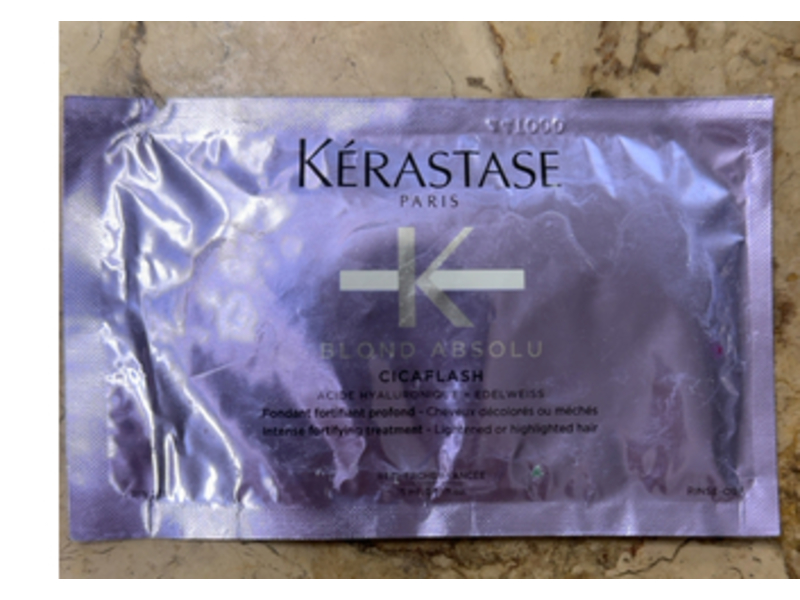 KÉRASTASE
PARIS
K
BLOND ABSOLU
CICAFLASH
ACIDE HYALURONIQUE + EDELWEISS
Fondant fortifiant profond - Cheveux décolorés ou méchés
Intense fortifying treatment - Lightened or highlighted hair